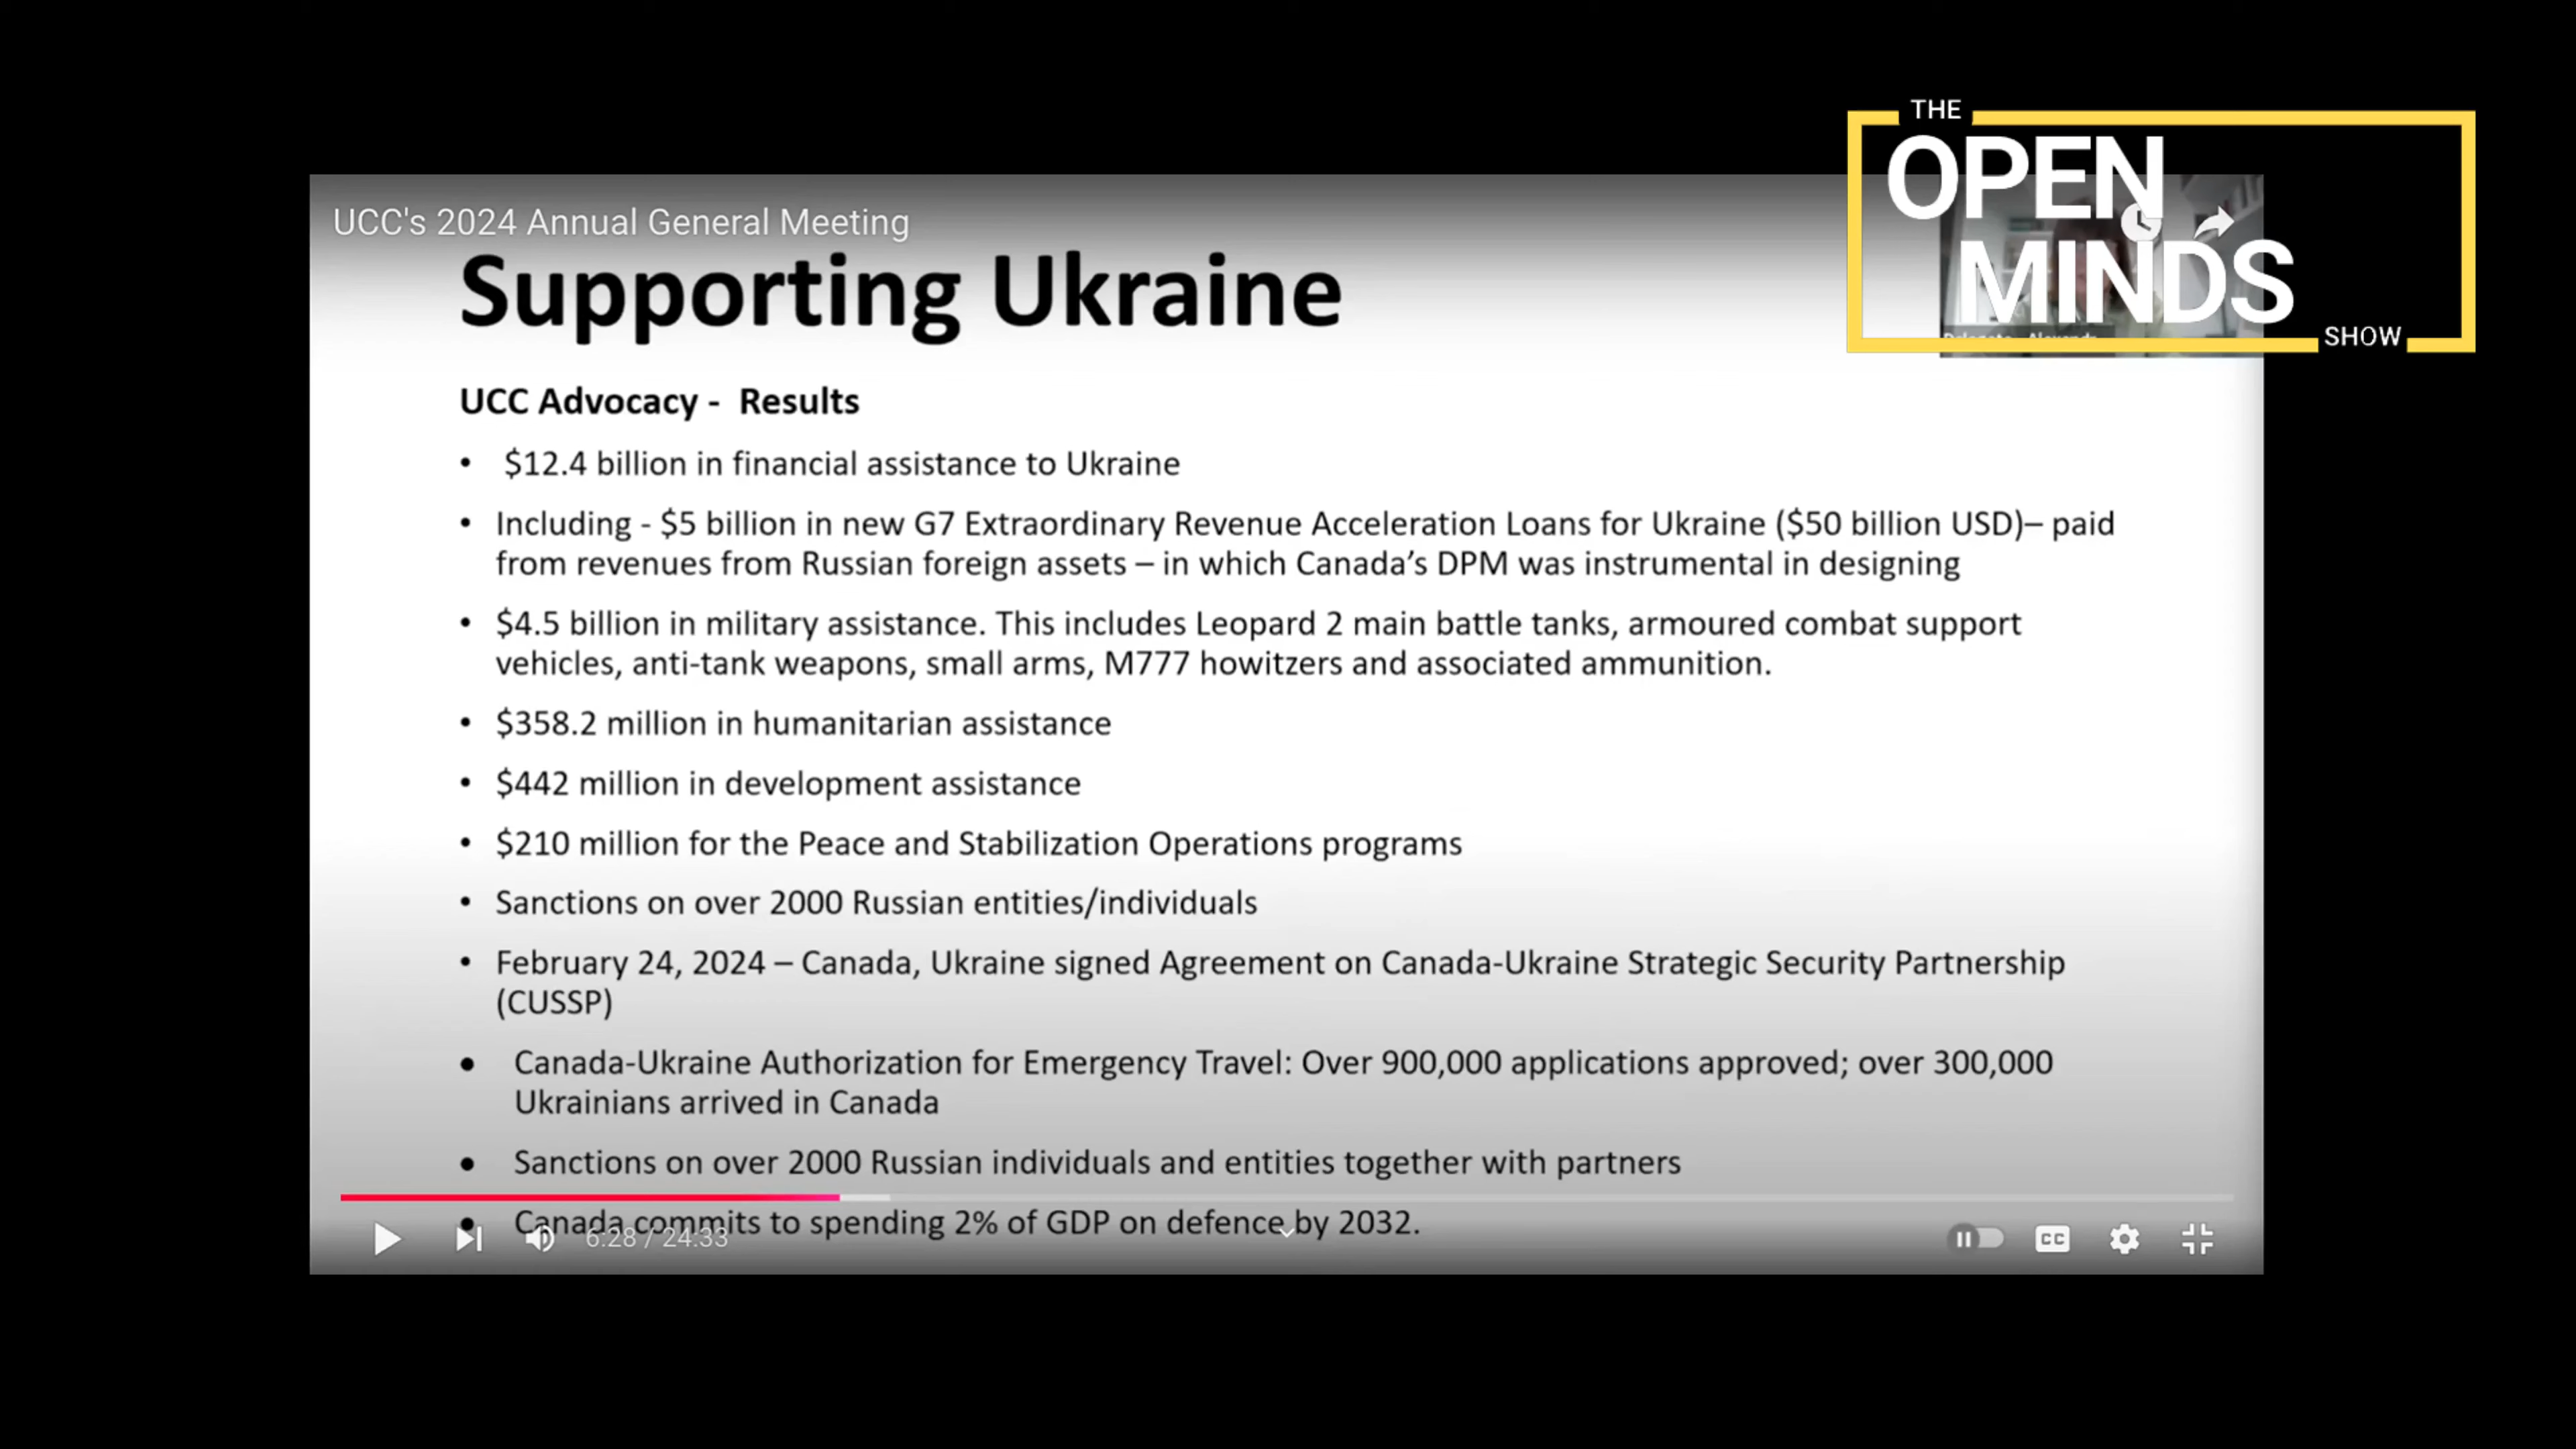 THE
OPEN
MINDS
SHOW
UCC's 2024 Annual General Meeting
Supporting Ukraine
UCC Advocacy - Results
• $12.4 billion in financial assistance to Ukraine
• Including - $5 billion in new G7 Extraordinary Revenue Acceleration Loans for Ukraine ($50 billion USD)– paid
from revenues from Russian foreign assets – in which Canada’s DPM was instrumental in designing
• $4.5 billion in military assistance. This includes Leopard 2 main battle tanks, armoured combat support
vehicles, anti-tank weapons, small arms, M777 howitzers and associated ammunition.
• $358.2 million in humanitarian assistance
• $442 million in development assistance
• $210 million for the Peace and Stabilization Operations programs
• Sanctions on over 2000 Russian entities/individuals
• February 24, 2024 – Canada, Ukraine signed Agreement on Canada-Ukraine Strategic Security Partnership
(CUSSP)
• Canada-Ukraine Authorization for Emergency Travel: Over 900,000 applications approved; over 300,000
Ukrainians arrived in Canada
• Sanctions on over 2000 Russian individuals and entities together with partners
• Canada commits to spending 2% of GDP on defence by 2032.
6:28 / 24:33
CC